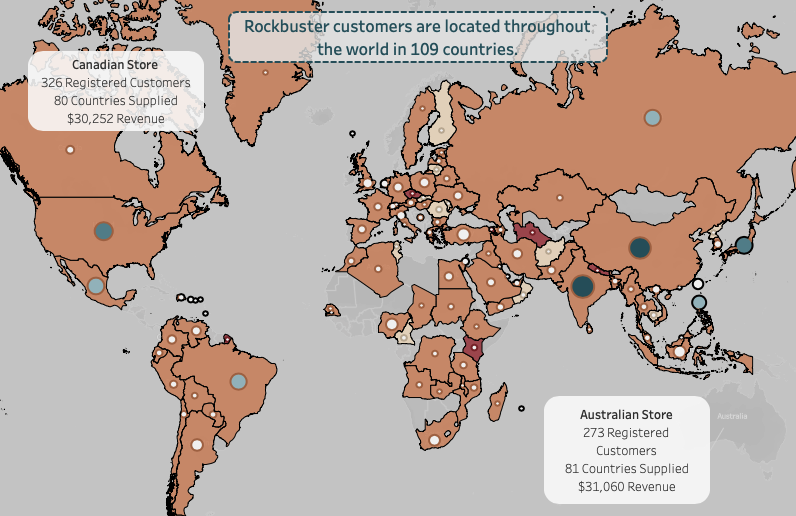 Rockbuster customers are located throughout
the world in 109 countries.
Canadian Store
326 Registered Customers
80 Countries Supplied
$30,252 Revenue
Australian Store
273 Registered
Customers
81 Countries Supplied
$31,060 Revenue
Australia